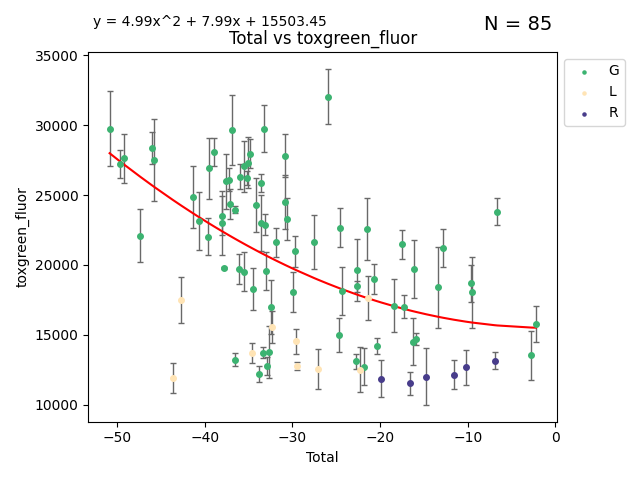 y = 4.99x^2 + 7.99x + 15503.45
N = 85
Total vs toxgreen_fluor
35000
30000
25000
20000
15000
10000
toxgreen_fluor
−50
−40
−30
−20
−10
0
Total
G
L
R